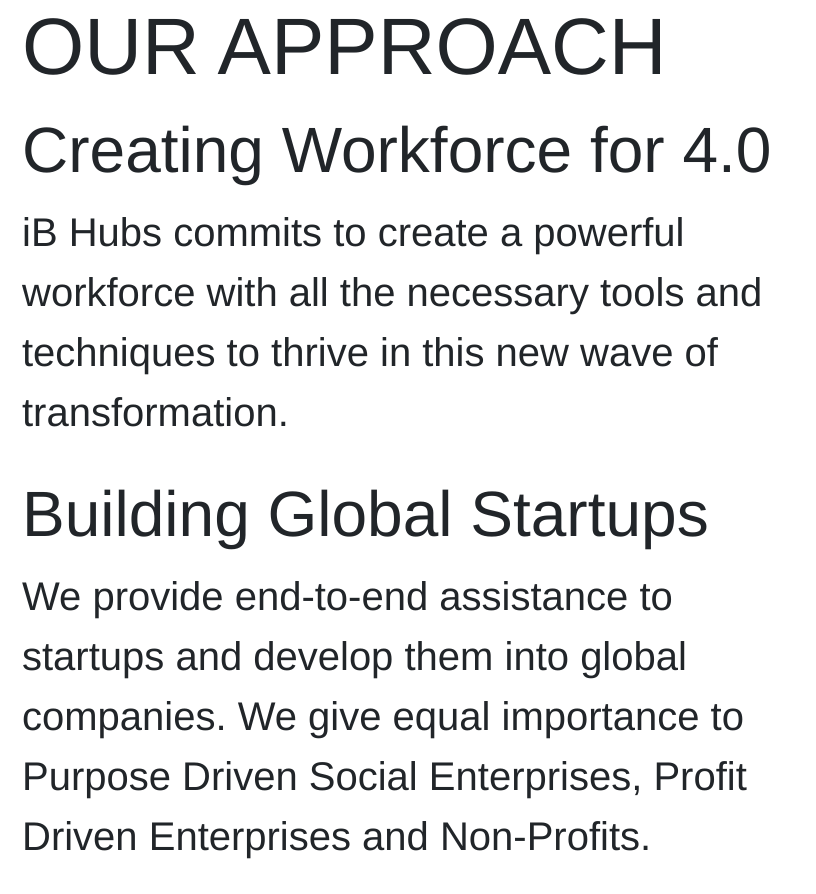 OUR APPROACH
Creating Workforce for 4.0
iB Hubs commits to create a powerful
workforce with all the necessary tools and
techniques to thrive in this new wave of
transformation.
Building Global Startups
We provide end-to-end assistance to
startups and develop them into global
companies. We give equal importance to
Purpose Driven Social Enterprises, Profit
Driven Enterprises and Non-Profits.